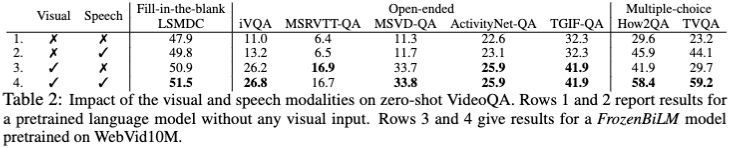 Visual Speech Fill-in-the-blank Open-ended Multiple-choice
LSMDC iVQA MSRVTT-QA MSVD-QA ActivityNet-QA TGIF-QA How2QA TVQA
1. ✗ ✗ 47.9 11.0 6.4 11.3 22.6 32.3 29.6 23.2
2. ✗ ✓ 49.8 13.2 6.5 11.7 23.1 32.3 45.9 44.1
3. ✓ ✗ 50.9 26.2 16.9 33.7 25.9 41.9 41.9 29.7
4. ✓ ✓ 51.5 26.8 16.7 33.8 25.9 41.9 58.4 59.2
Table 2: Impact of the visual and speech modalities on zero-shot VideoQA. Rows 1 and 2 report results for
a pretrained language model without any visual input. Rows 3 and 4 give results for a FrozenBiLM model
pretrained on WebVid10M.